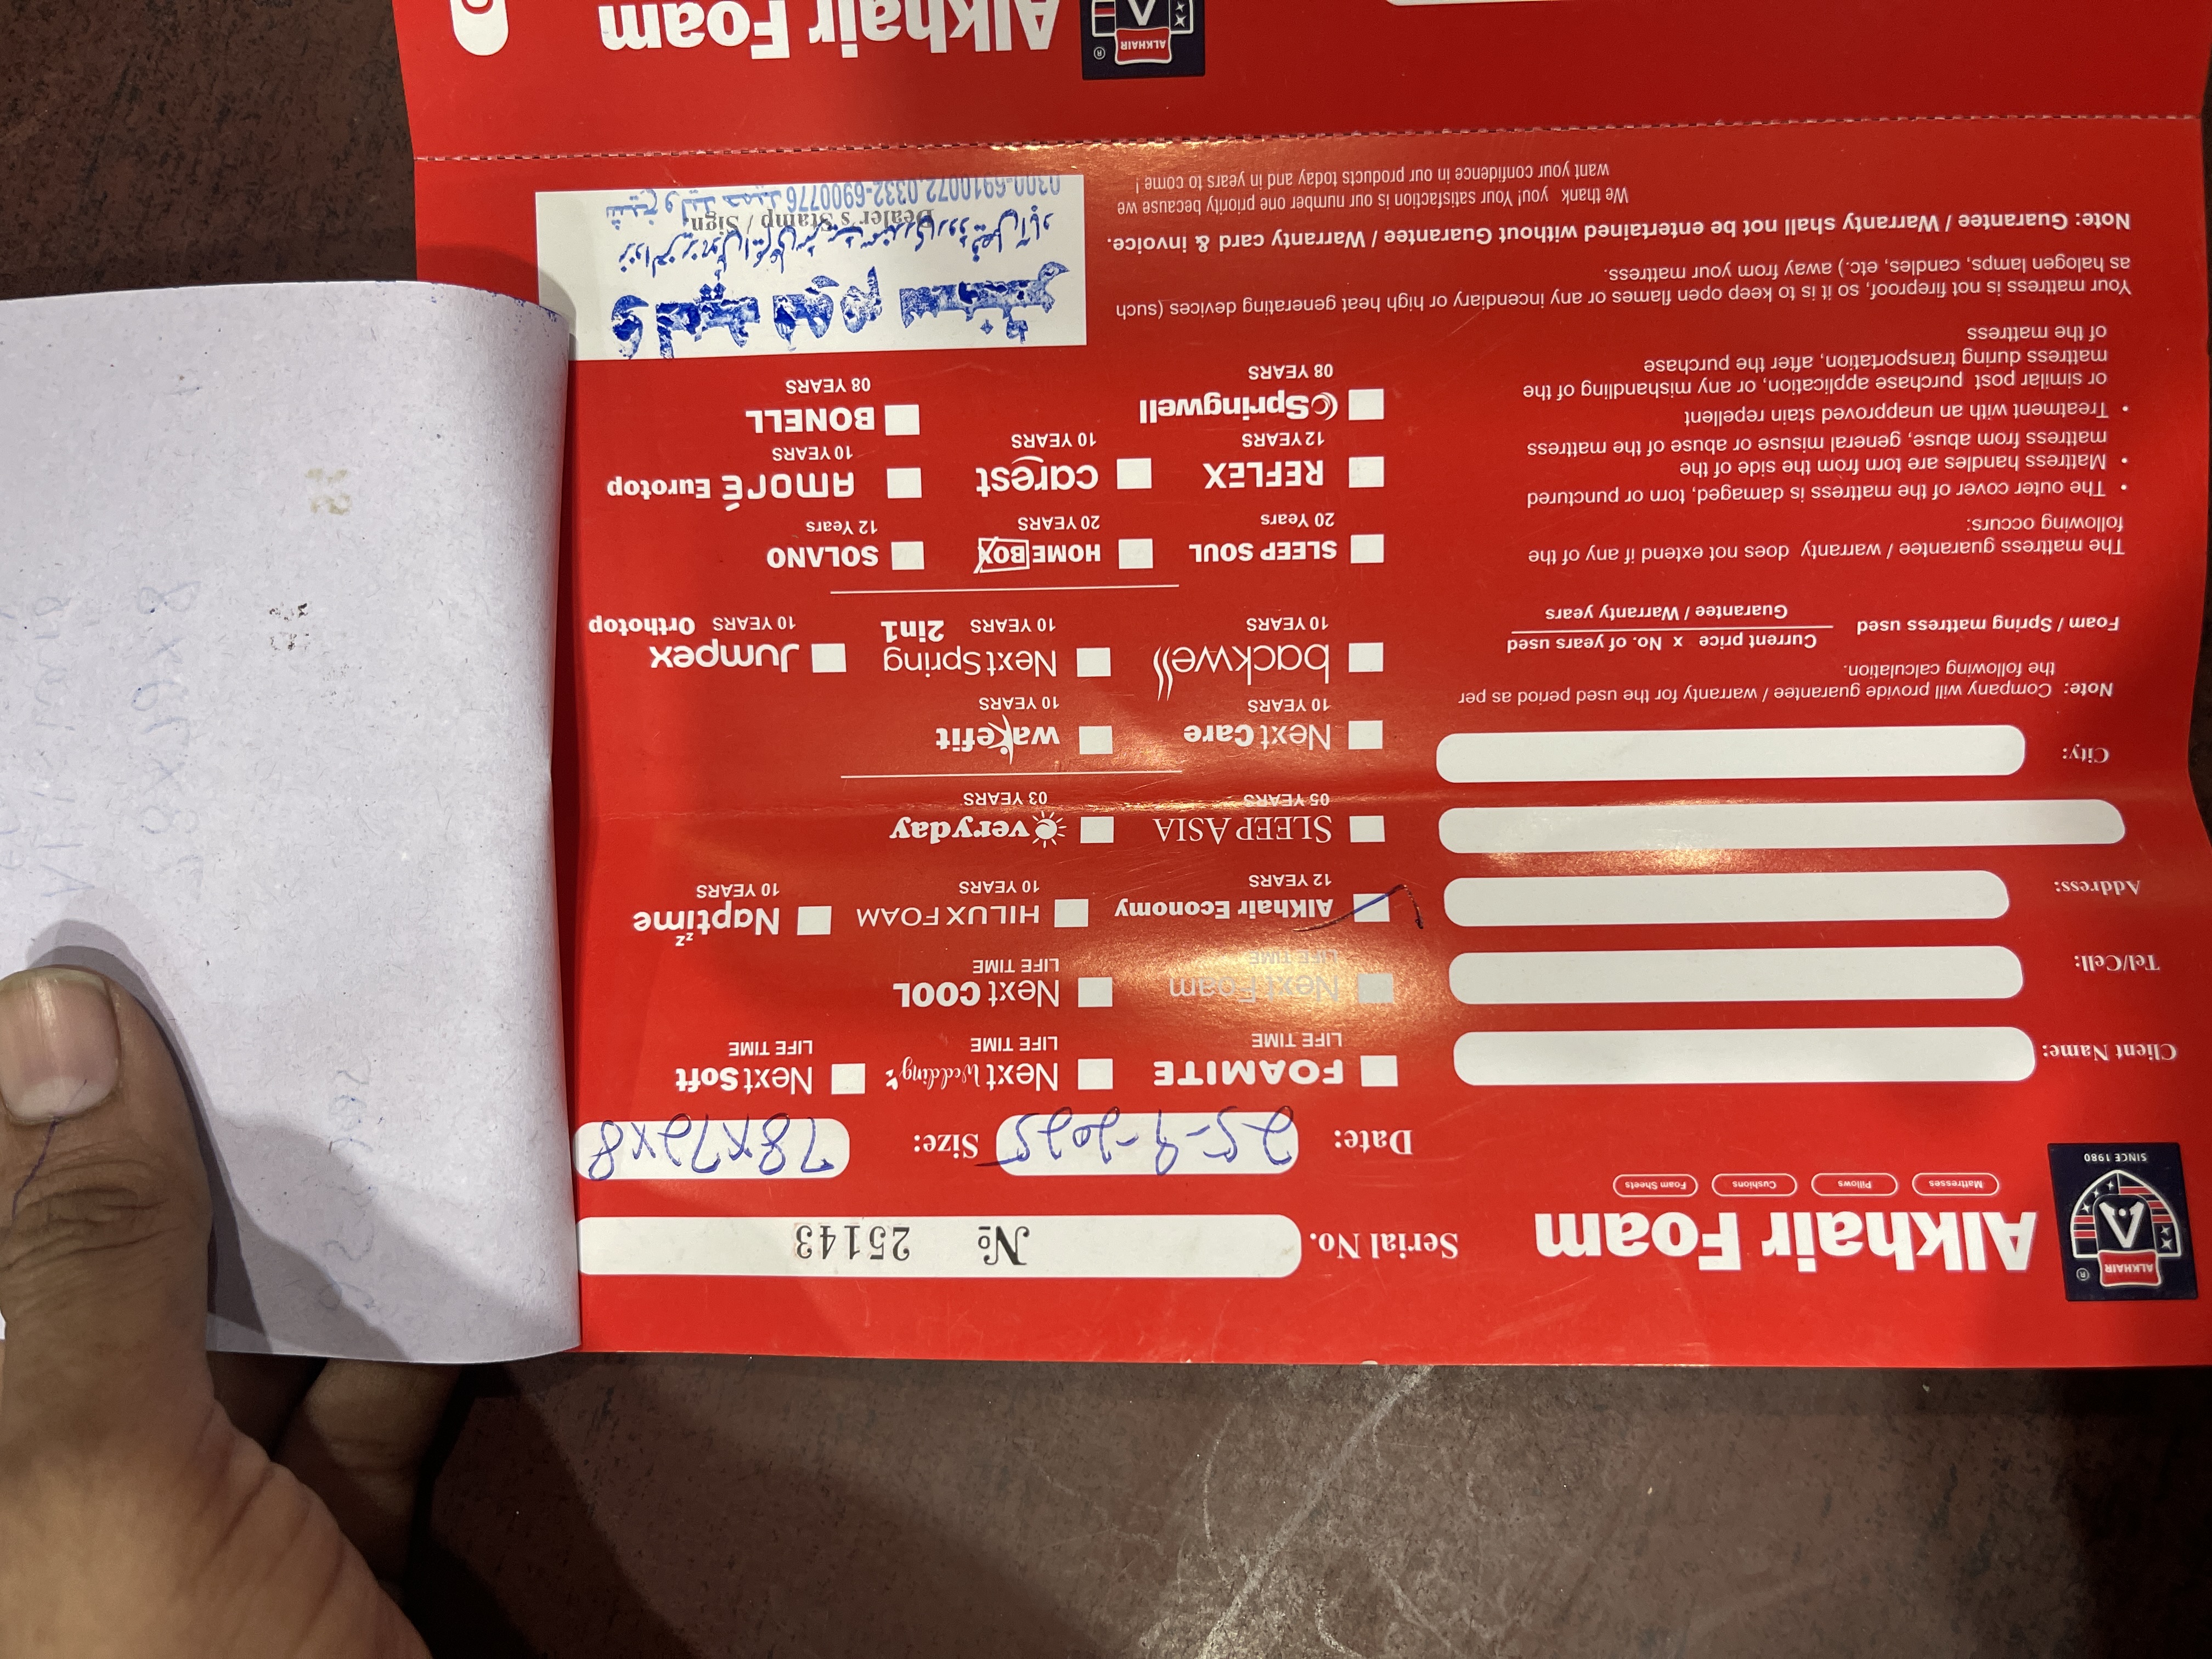 Alkhair Foam
ALKHAIR
SINCE 1980
Mattresses
Pillows
Cushions
Foam Sheets
Serial No.
№ 25143
Date: 25-9-2025
Size: 78x72x8
Client Name:
Tel/Cell:
Address:
City:
Note: Company will provide guarantee / warranty for the used period as per
the following calculation.
Foam / Spring mattress used
Current price x No. of years used
Guarantee / Warranty years
The mattress guarantee / warranty does not extend if any of the
following occurs:
• The outer cover of the mattress is damaged, torn or punctured
• Mattress handles are torn from the side of the
mattress from abuse, general misuse or abuse of the mattress
• Treatment with an unapproved stain repellent
or similar post purchase application, or any mishandling of the
mattress during transportation, after the purchase
of the mattress
Your mattress is not fireproof, so it is to keep open flames or any incendiary or high heat generating devices (such
as halogen lamps, candles, etc.) away from your mattress.
Note: Guarantee / Warranty shall not be entertained without Guarantee / Warranty card & invoice.
We thank you! Your satisfaction is our number one priority because we
want your confidence in our products today and in years to come !
FOAMITE
LIFE TIME
Next Wedding's
LIFE TIME
Next Soft
LIFE TIME
Next Foam
LIFE TIME
Next COOL
LIFE TIME
Alkhair Economy
12 YEARS
HILUX FOAM
10 YEARS
Naptime zz
10 YEARS
SLEEP ASIA
05 YEARS
everyday
03 YEARS
Next Care
10 YEARS
wakefit
10 YEARS
backwell
10 YEARS
Next Spring
10 YEARS 2in1
Jumpex
10 YEARS Orthotop
SLEEP SOUL
20 Years
HOME BOX
20 YEARS
SOLANO
12 Years
REFLEX
12 YEARS
carest
10 YEARS
AMORÉ Eurotop
10 YEARS
Springwell
08 YEARS
BONELL
08 YEARS
Dealer's Stamp / Sign.
شیخ ولید حمید 0300-6910072,0332-6900776
Alkhair Foam
ALKHAIR